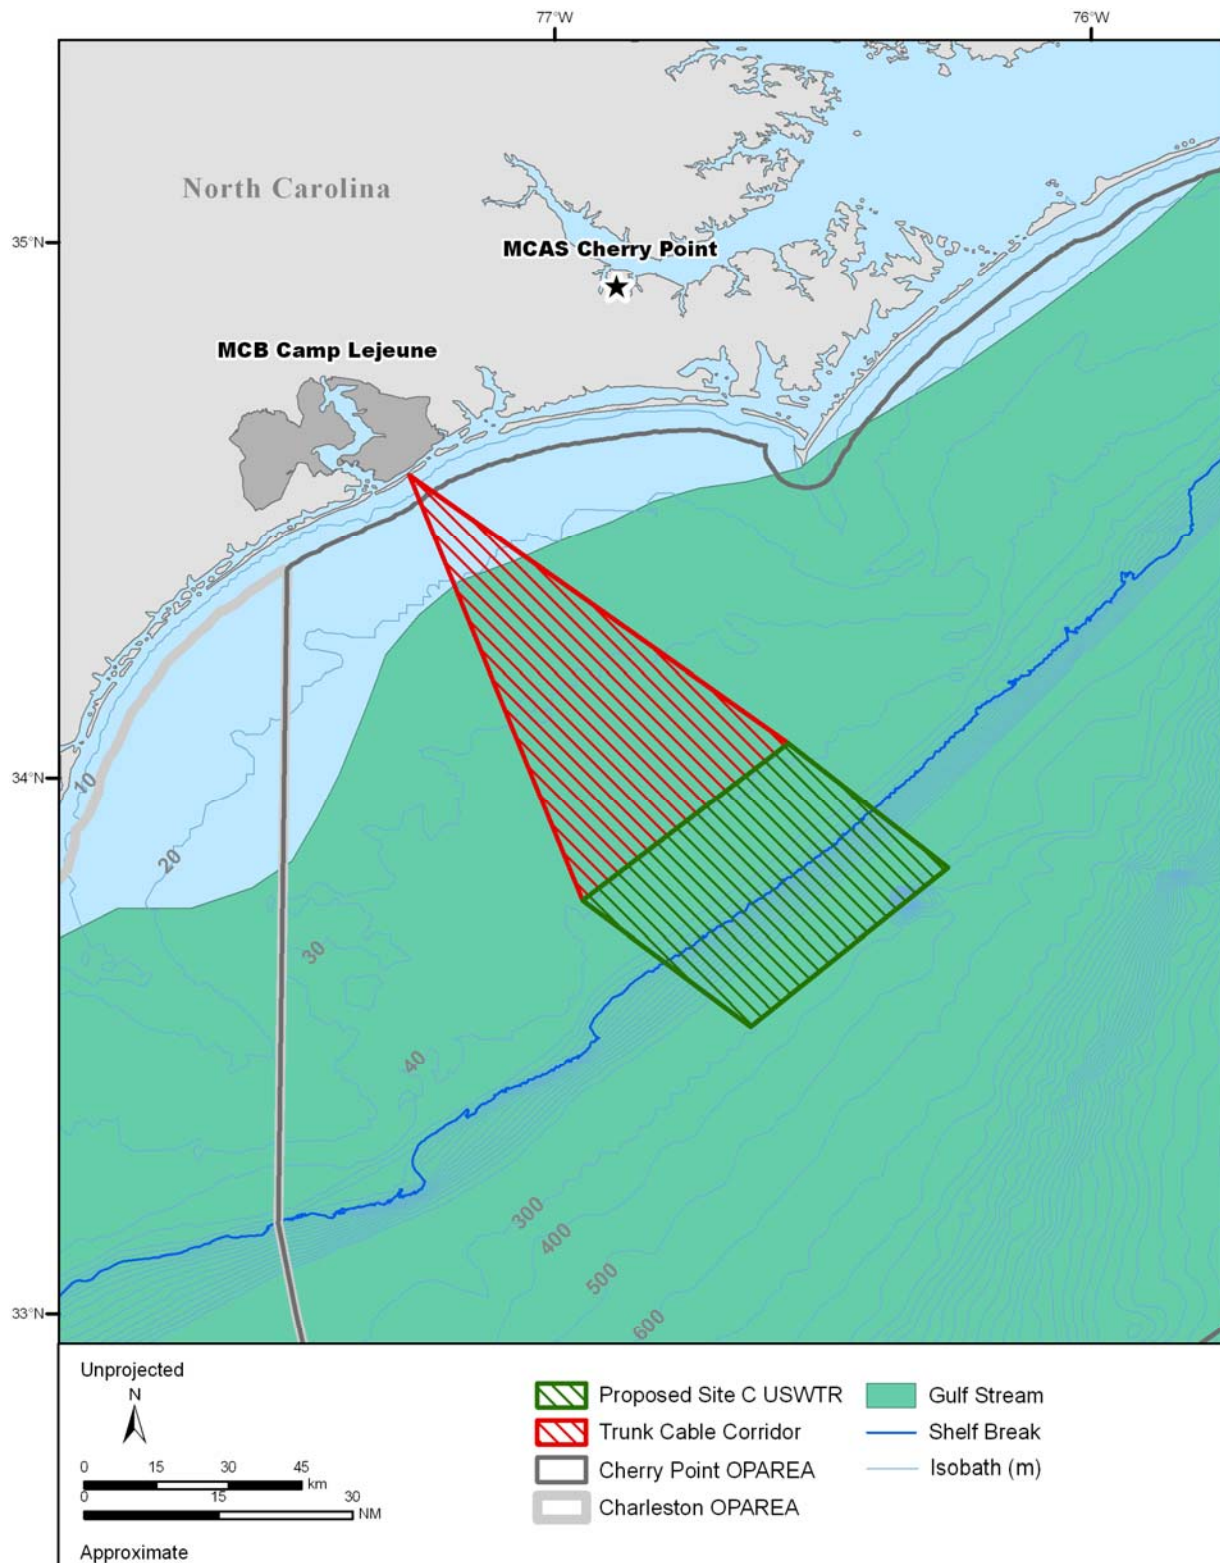 77°W
76°W
North Carolina
35°N
MCAS Cherry Point
MCB Camp Lejeune
34°N
10
20
30
40
300
400
500
600
33°N
Unprojected
N
0 15 30 45
km
0 15 30
NM
Approximate
Proposed Site C USWTR
Trunk Cable Corridor
Cherry Point OPAREA
Charleston OPAREA
Gulf Stream
Shelf Break
Isobath (m)